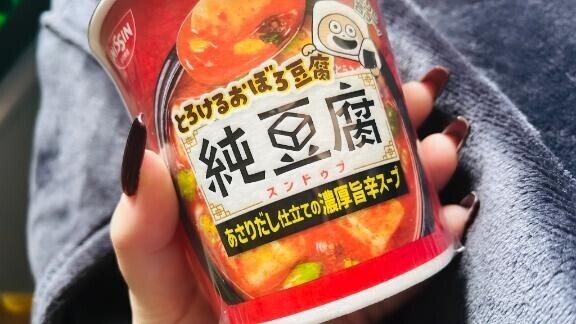 NISSIN
とろけるおぼろ豆腐
純豆腐
スンドゥブ
あさりだし仕立ての濃厚旨辛スープ